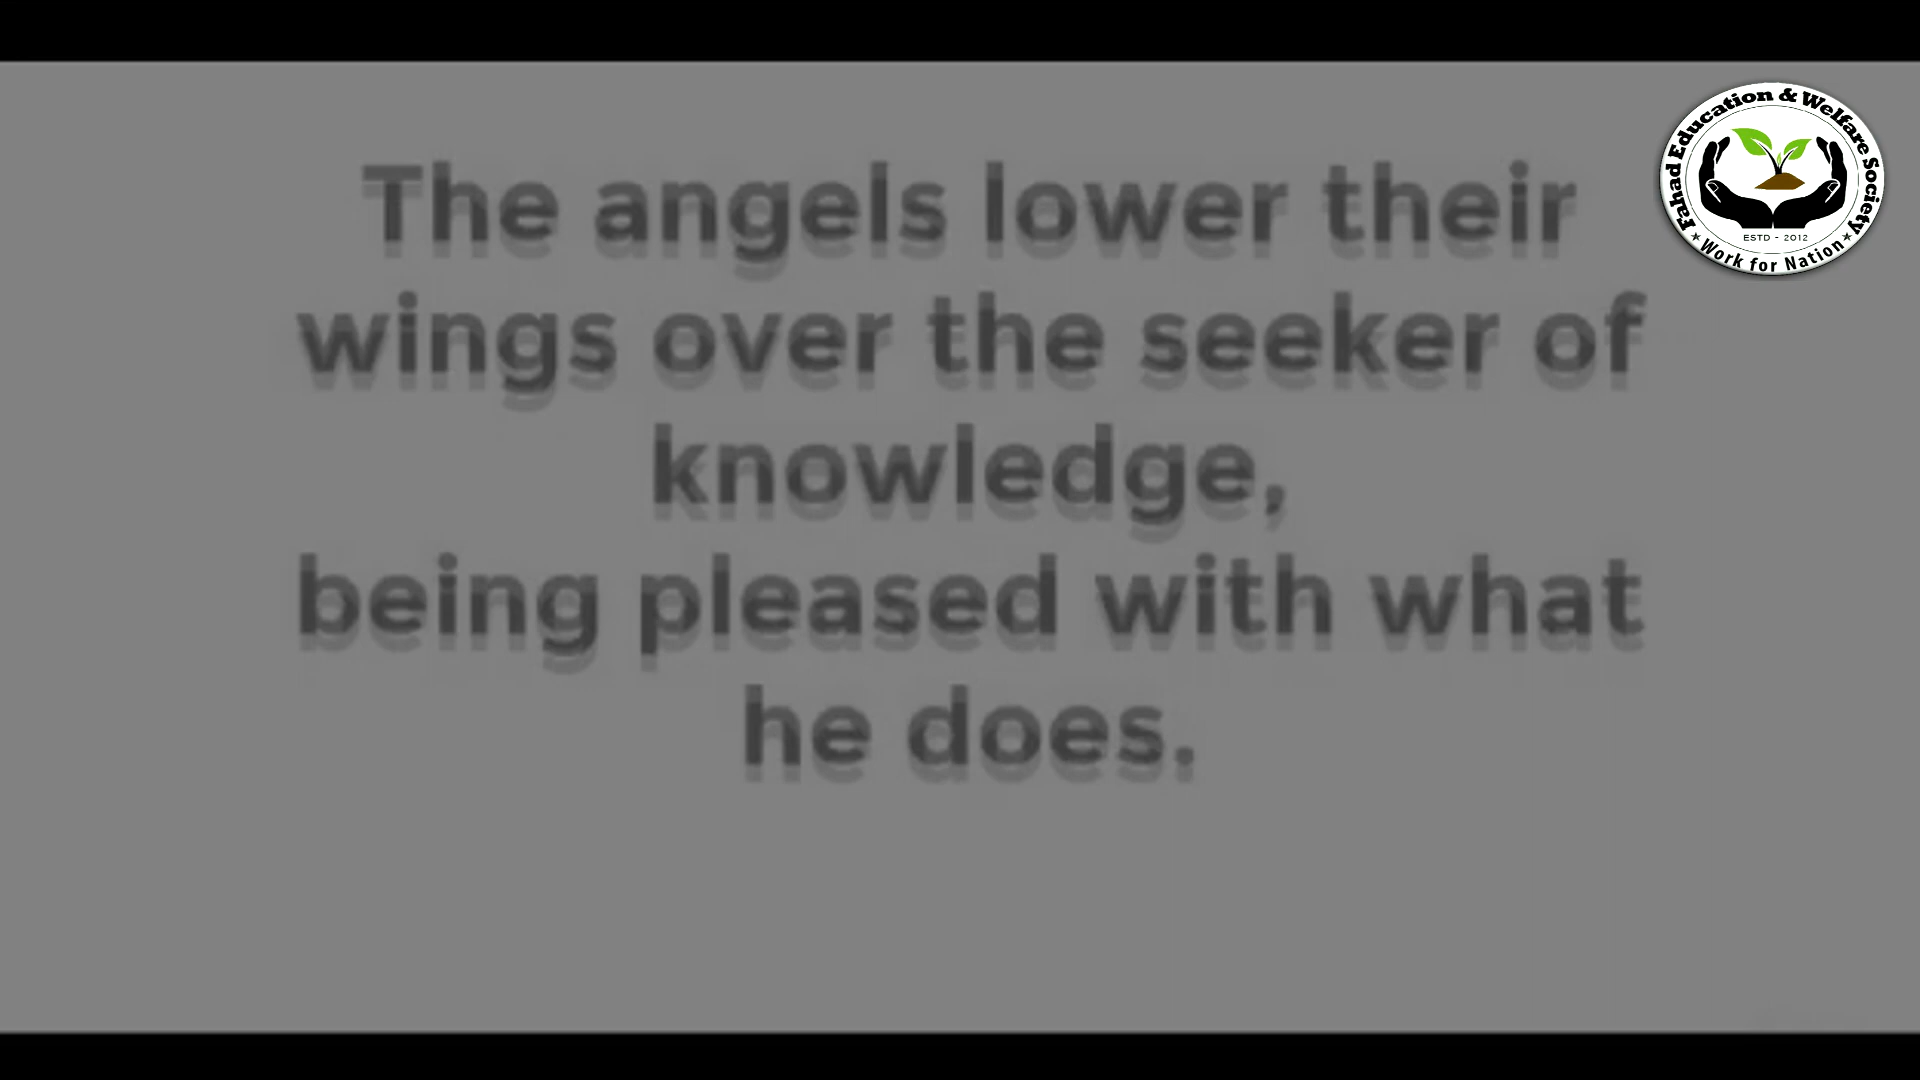 The angels lower their
wings over the seeker of
knowledge,
being pleased with what
he does.
Fahad Education & Welfare Society
ESTD - 2012
★ Work for Nation ★